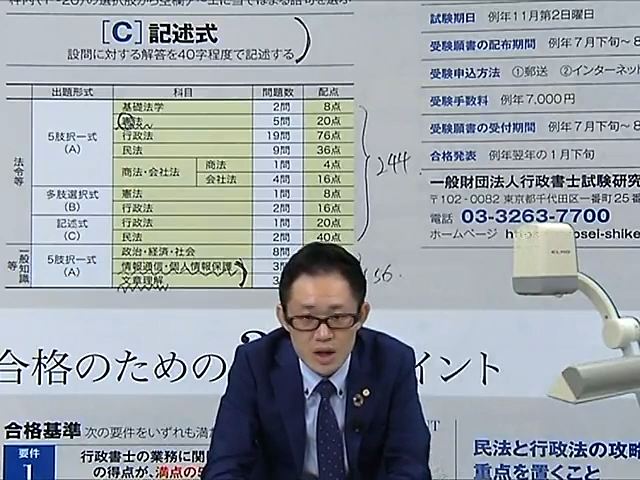 [C]記述式
設問に対する解答を40字程度で記述する
出題形式 科目 問題数 配点
法令等
5肢択一式(A)
基礎法学 2問 8点
憲法 5問 20点
行政法 19問 76点
民法 9問 36点
商法・会社法 商法 1問 4点
会社法 4問 16点
多肢選択式(B) 憲法 1問 8点
行政法 2問 16点
記述式(C) 行政法 1問 20点
民法 2問 40点
一般知識等
5肢択一式(A)
政治・経済・社会 8問
情報通信・個人情報保護 3
文章理解 3
244
56.
試験期日 例年11月第2日曜日
受験願書の配布期間 例年7月下旬〜8
受験申込方法 ①郵送 ②インターネット
受験手数料 例年7,000円
受験願書の受付期間 例年7月下旬〜8
合格発表 例年翌年の1月下旬
一般財団法人行政書士試験研究
〒102-0082 東京都千代田区一番町25番
電話 03-3263-7700
ホームページ
osei-shike
ELMO
合格のための
イント
合格基準 次の要件をいずれも満た
要件
1
行政書士の業務に関
の得点が、満点の5
民法と行政法の攻略
重点を置くこと